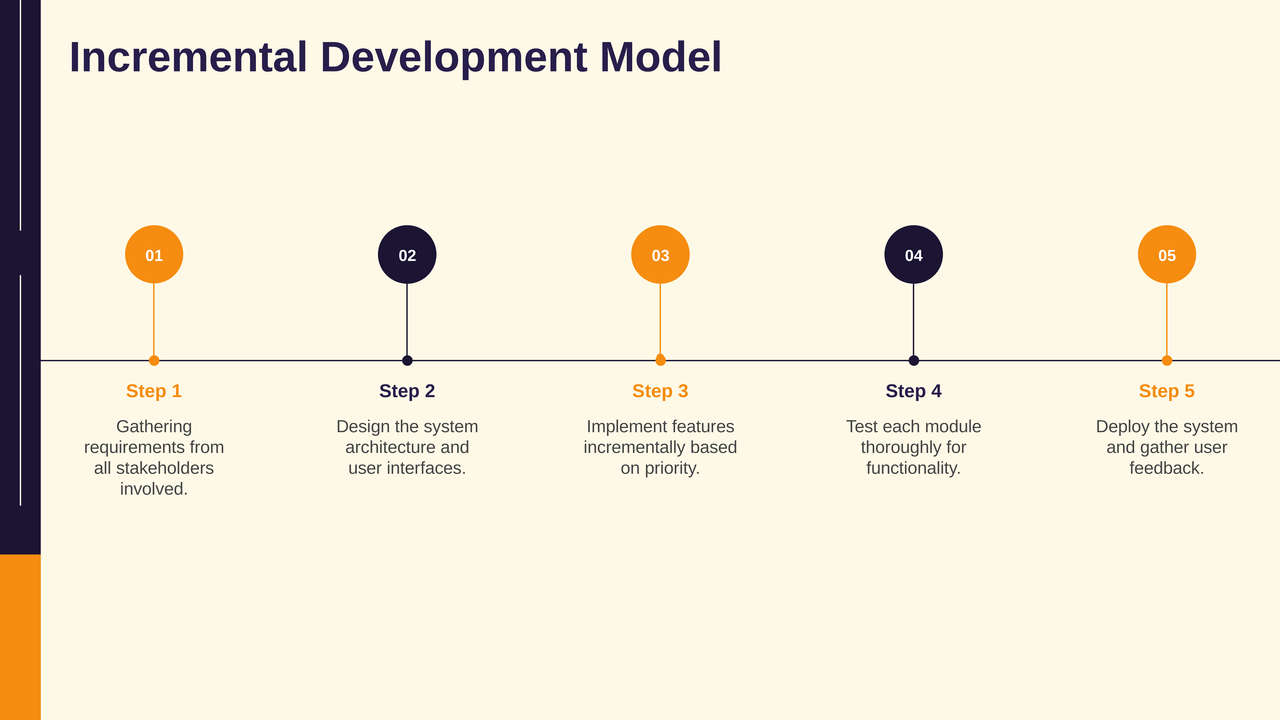 Incremental Development Model
01
02
03
04
05
Step 1
Gathering
requirements from
all stakeholders
involved.
Step 2
Design the system
architecture and
user interfaces.
Step 3
Implement features
incrementally based
on priority.
Step 4
Test each module
thoroughly for
functionality.
Step 5
Deploy the system
and gather user
feedback.